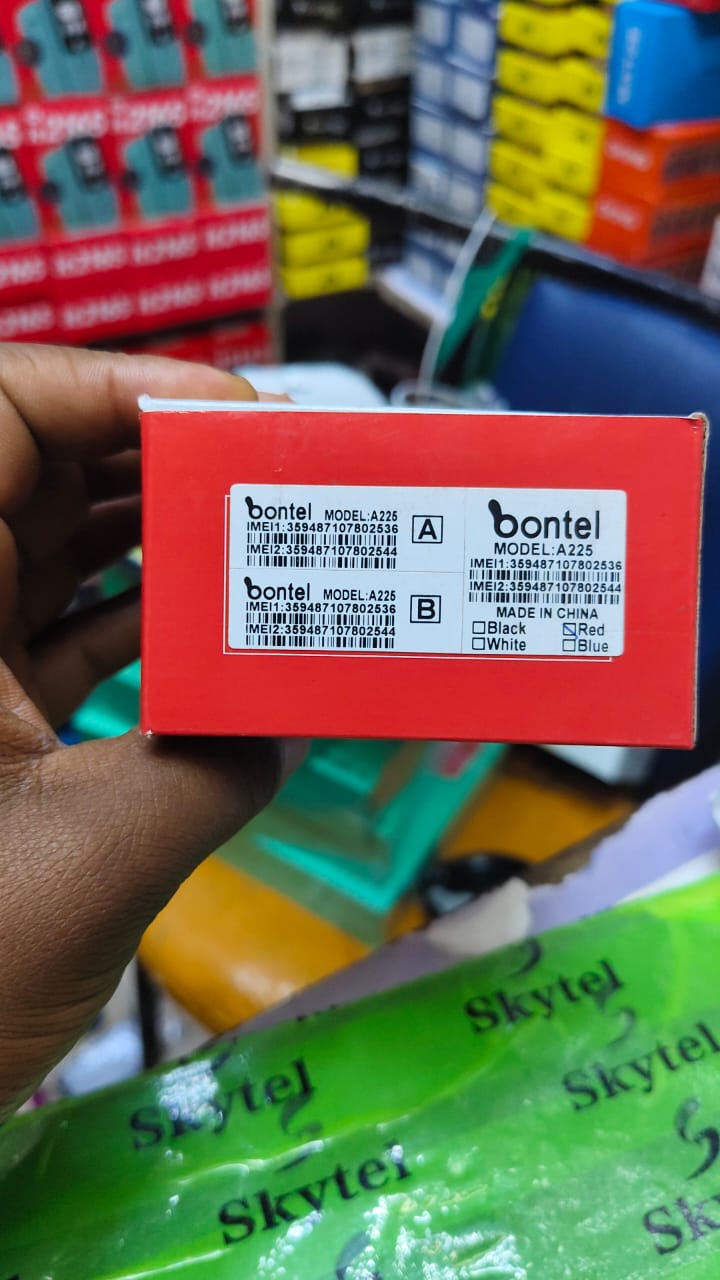 bontel MODEL:A225
IMEI1:359487107802536
IMEI2:359487107802544
A
bontel MODEL:A225
IMEI1:359487107802536
IMEI2:359487107802544
B
bontel
MODEL:A225
IMEI1:359487107802536
IMEI2:359487107802544
MADE IN CHINA
Black Red
White Blue
Skytel
Skytel
Skytel
Skytel